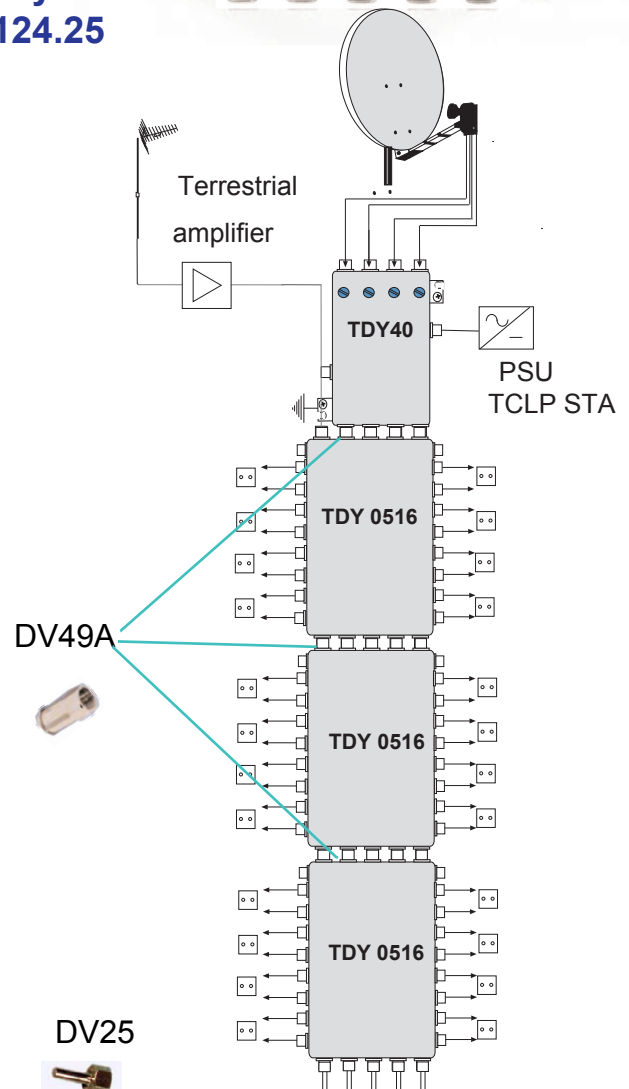 124.25
Terrestrial
amplifier
TDY40
PSU
TCLP STA
TDY 0516
DV49A
TDY 0516
TDY 0516
DV25